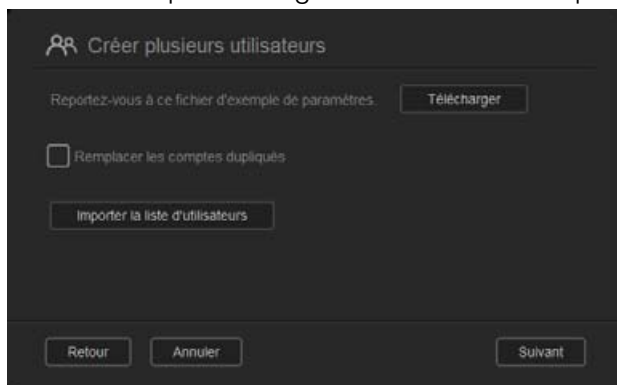 Créer plusieurs utilisateurs
Reportez-vous à ce fichier d'exemple de paramètres. Télécharger
Remplacer les comptes dupliqués
Importer la liste d'utilisateurs
Retour Annuler Suivant